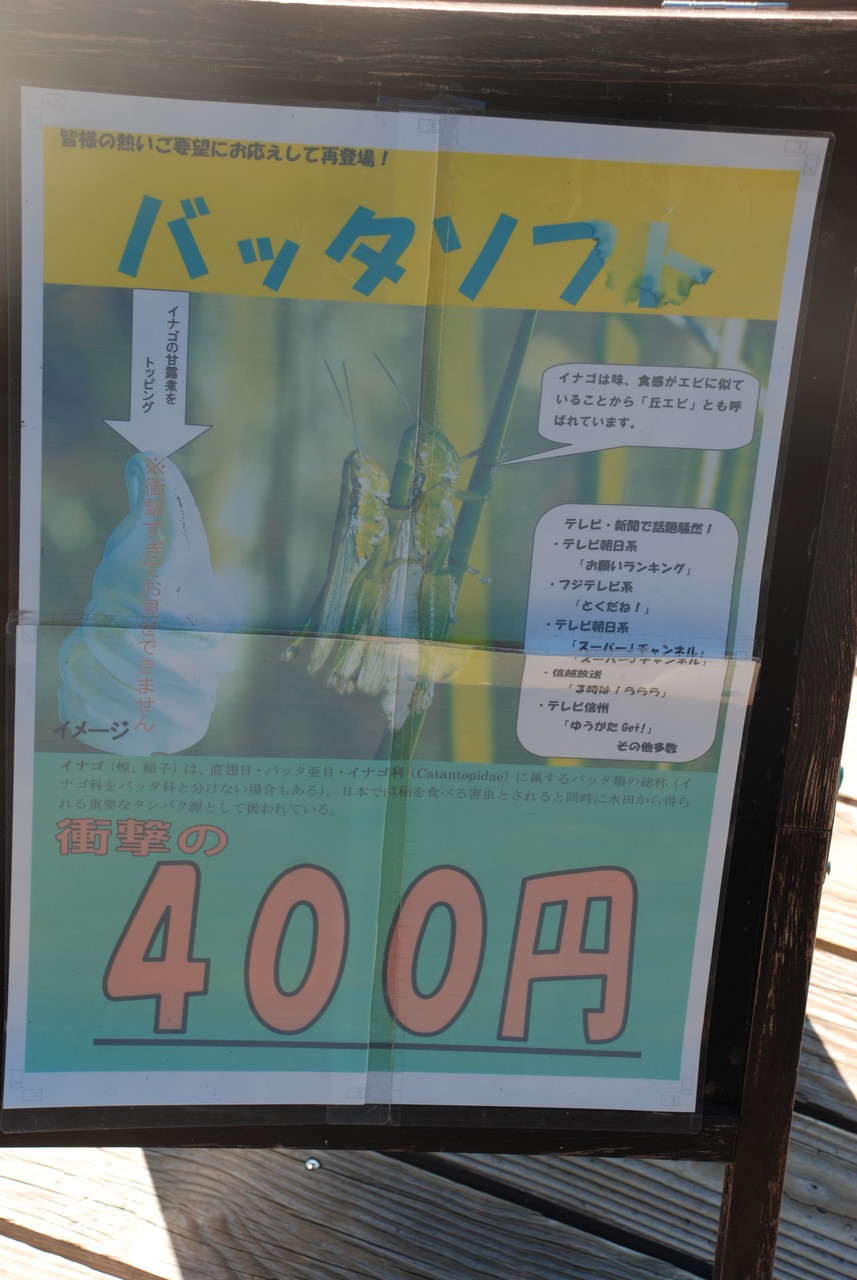 皆様の熱いご要望にお応えして再登場！
バッタソフト
イナゴの甘露煮を
トッピング
※衝撃すぎてお見せできません
イメージ
イナゴは味、食感がエビに似て
いることから「丘エビ」とも呼
ばれています。
テレビ・新聞で話題騒然！
・テレビ朝日系
「お願いランキング」
・フジテレビ系
「とくだね！」
・テレビ朝日系
「スーパーJチャンネル」
・信越放送
「3時は！ららら」
・テレビ信州
「ゆうがたGet!」
その他多数
イナゴ（蝗、稲子）は、直翅目・バッタ亜目・イナゴ科（Catantopidae）に属するバッタ類の総称（イ
ナゴ科をバッタ科と分けない場合もある）。日本では稲を食べる害虫とされると同時に水田から得ら
れる重要なタンパク源として扱われている。
衝撃の
400円